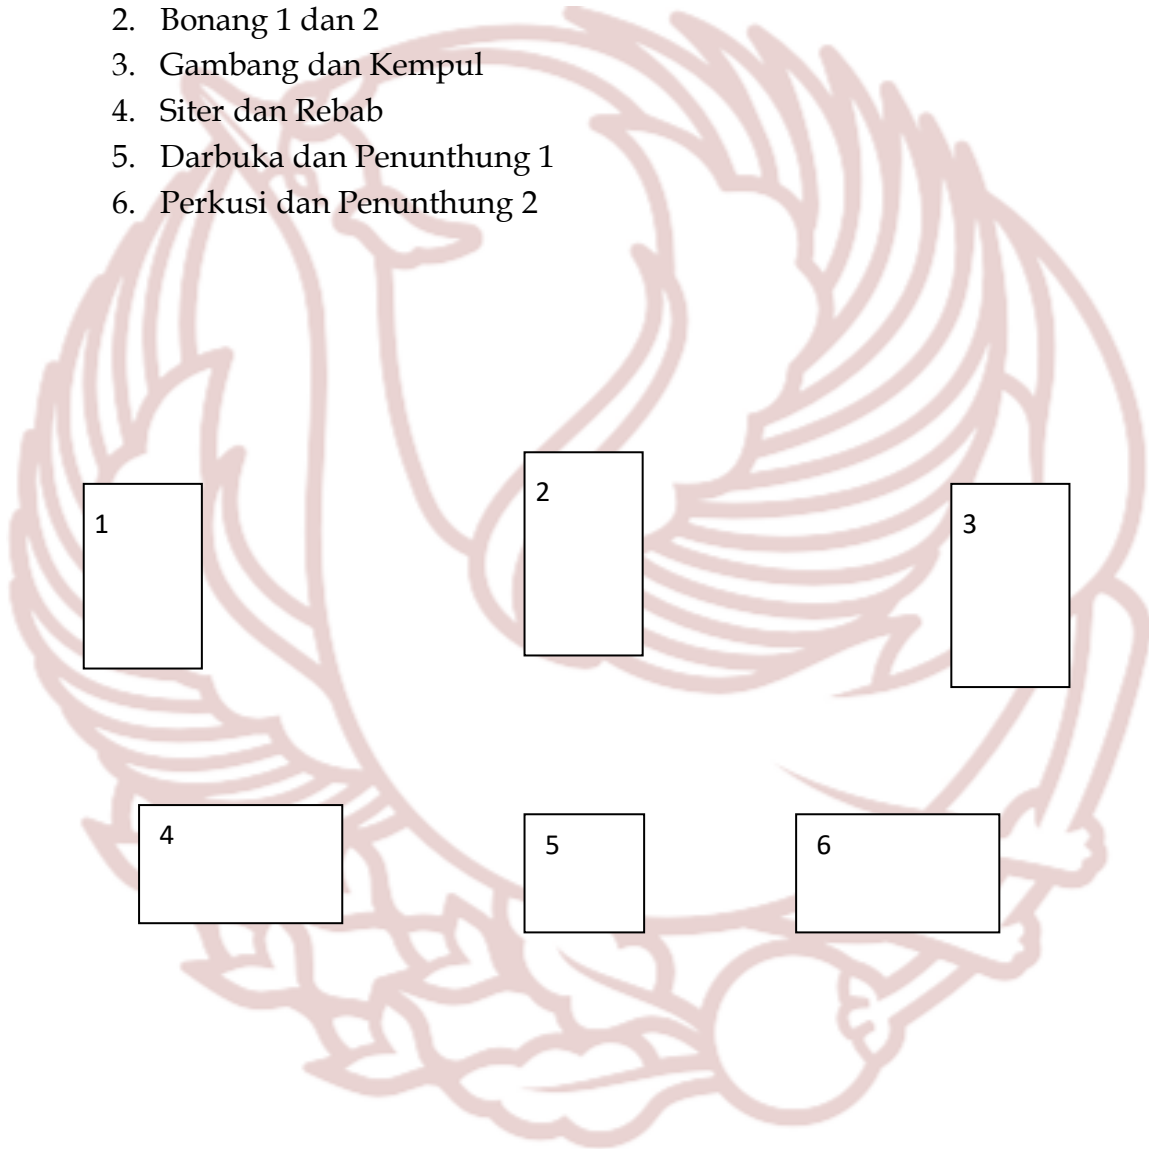 2. Bonang 1 dan 2
3. Gambang dan Kempul
4. Siter dan Rebab
5. Darbuka dan Penunthung 1
6. Perkusi dan Penunthung 2
1
2
3
4
5
6